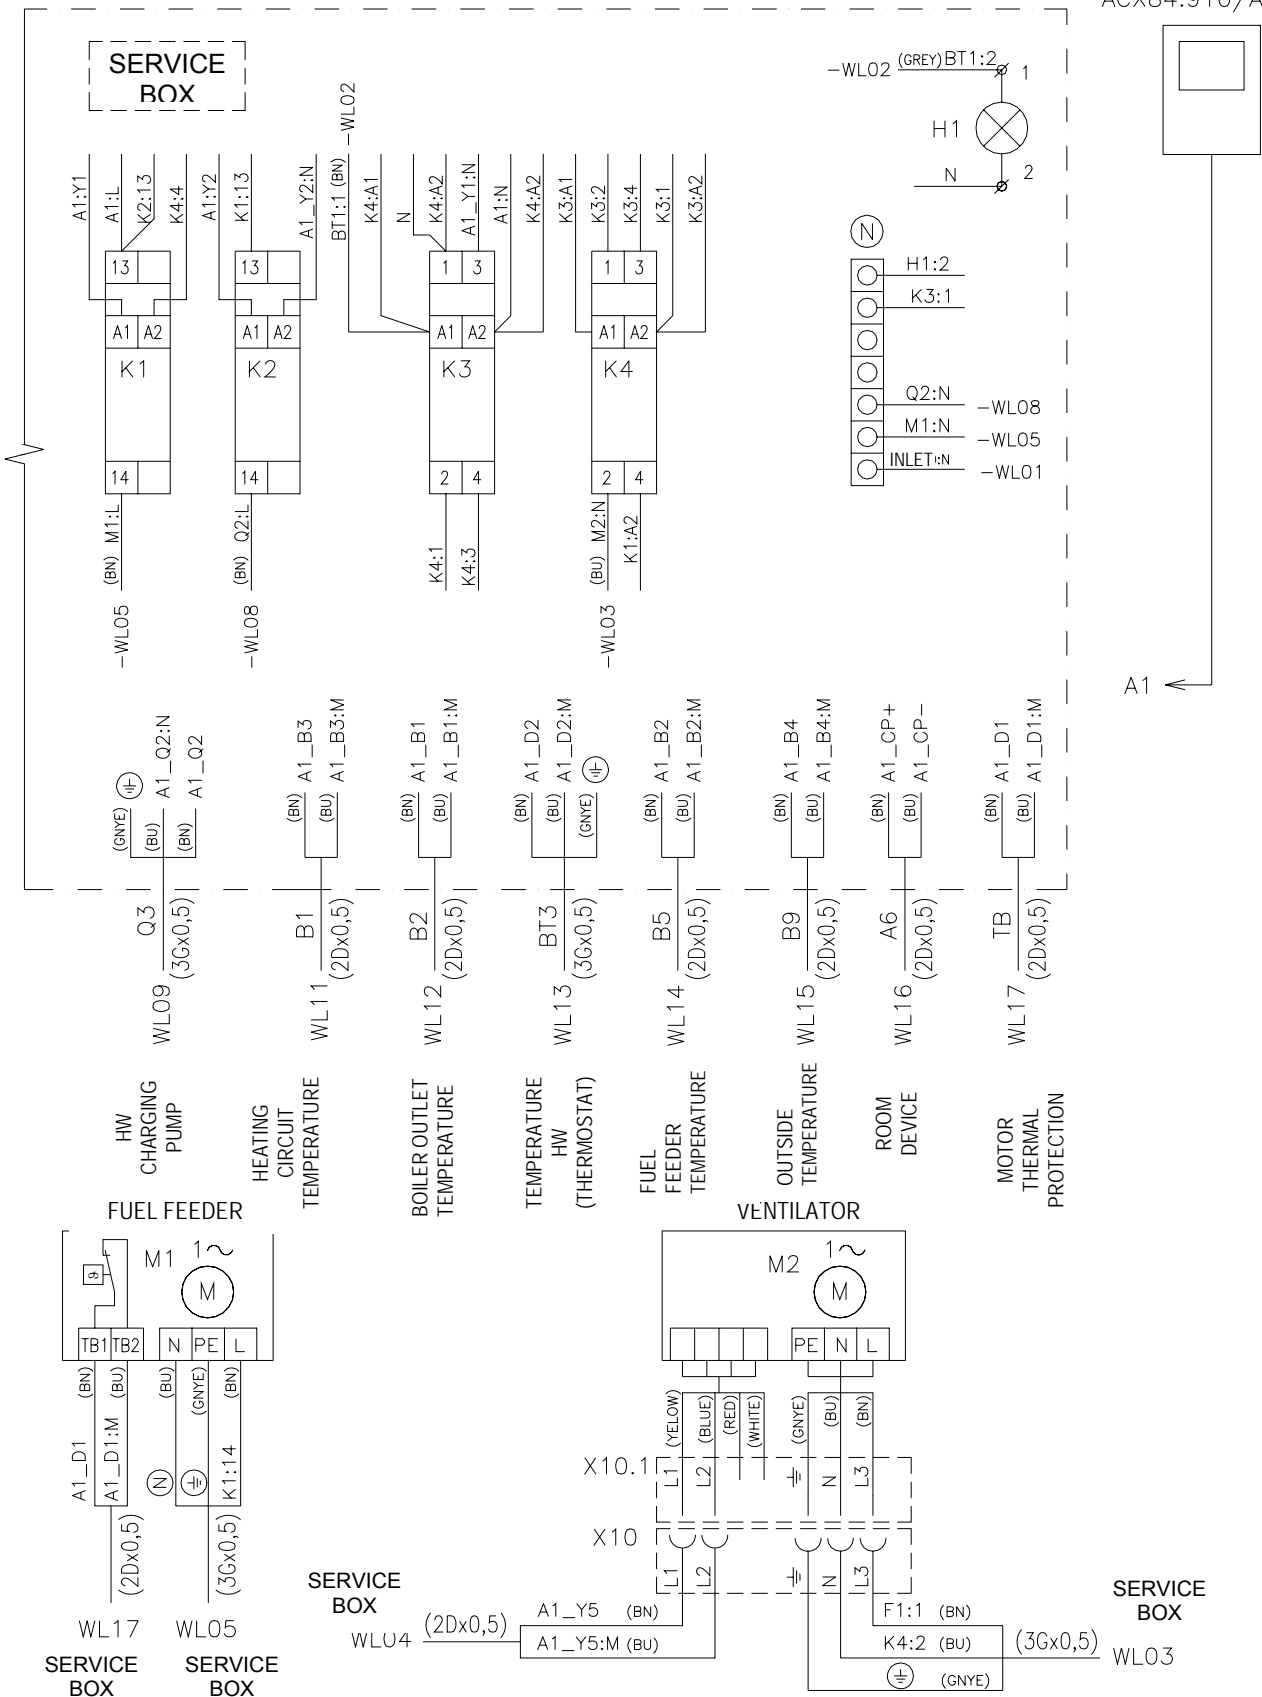 SERVICE
BOX
-WL02
(GREY)
BT1:2
1
H1
N
2
-WL02
A1:Y1
A1:L
K2:13
K4:4
A1:Y2
K1:13
A1_Y2:N
BT1:1 (BN)
K4:A1
N
K4:A2
A1_Y1:N
A1:N
K4:A2
K3:A1
K3:2
K3:4
K3:1
K3:A2
13
13
1
3
1
3
A1
A2
A1
A2
A1
A2
A1
A2
K1
K2
K3
K4
14
14
2
4
2
4
(BN) M1:L
(BN) Q2:L
K4:1
K4:3
(BU) M2:N
K1:A2
-WL05
-WL08
-WL03
N
H1:2
K3:1
Q2:N
-WL08
M1:N
-WL05
INLET:N
-WL01
A1
A1_Q2:N
A1_Q2
(GNYE)
(BU)
(BN)
A1_B3
A1_B3:M
(BN)
(BU)
A1_B1
A1_B1:M
(BN)
(BU)
A1_D2
A1_D2:M
(BN)
(BU)
(GNYE)
A1_B2
A1_B2:M
(BN)
(BU)
A1_B4
A1_B4:M
(BN)
(BU)
A1_CP+
A1_CP-
(BN)
(BU)
A1_D1
A1_D1:M
(BN)
(BU)
Q3
(3Gx0,5)
WL09
B1
(2Dx0,5)
WL11
B2
(2Dx0,5)
WL12
BT3
(3Gx0,5)
WL13
B5
(2Dx0,5)
WL14
B9
(2Dx0,5)
WL15
A6
(2Dx0,5)
WL16
TB
(2Dx0,5)
WL17
HW
CHARGING
PUMP
HEATING
CIRCUIT
TEMPERATURE
BOILER OUTLET
TEMPERATURE
TEMPERATURE
HW
(THERMOSTAT)
FUEL
FEEDER
TEMPERATURE
OUTSIDE
TEMPERATURE
ROOM
DEVICE
MOTOR
THERMAL
PROTECTION
FUEL FEEDER
M1
1~
M
TB1
TB2
N
PE
L
(BN)
(BU)
(BU)
(GNYE)
(BN)
A1_D1
A1_D1:M
N
K1:14
(2Dx0,5)
(3Gx0,5)
WL17
WL05
SERVICE
BOX
SERVICE
BOX
VENTILATOR
M2
1~
M
PE
N
L
(YELOW)
(BLUE)
(RED)
(WHITE)
(GNYE)
(BU)
(BN)
X10.1
L1
L2
N
L3
X10
L1
L2
N
L3
SERVICE
BOX
WL04
(2Dx0,5)
A1_Y5 (BN)
A1_Y5:M (BU)
F1:1 (BN)
K4:2 (BU)
(GNYE)
(3Gx0,5)
WL03
SERVICE
BOX